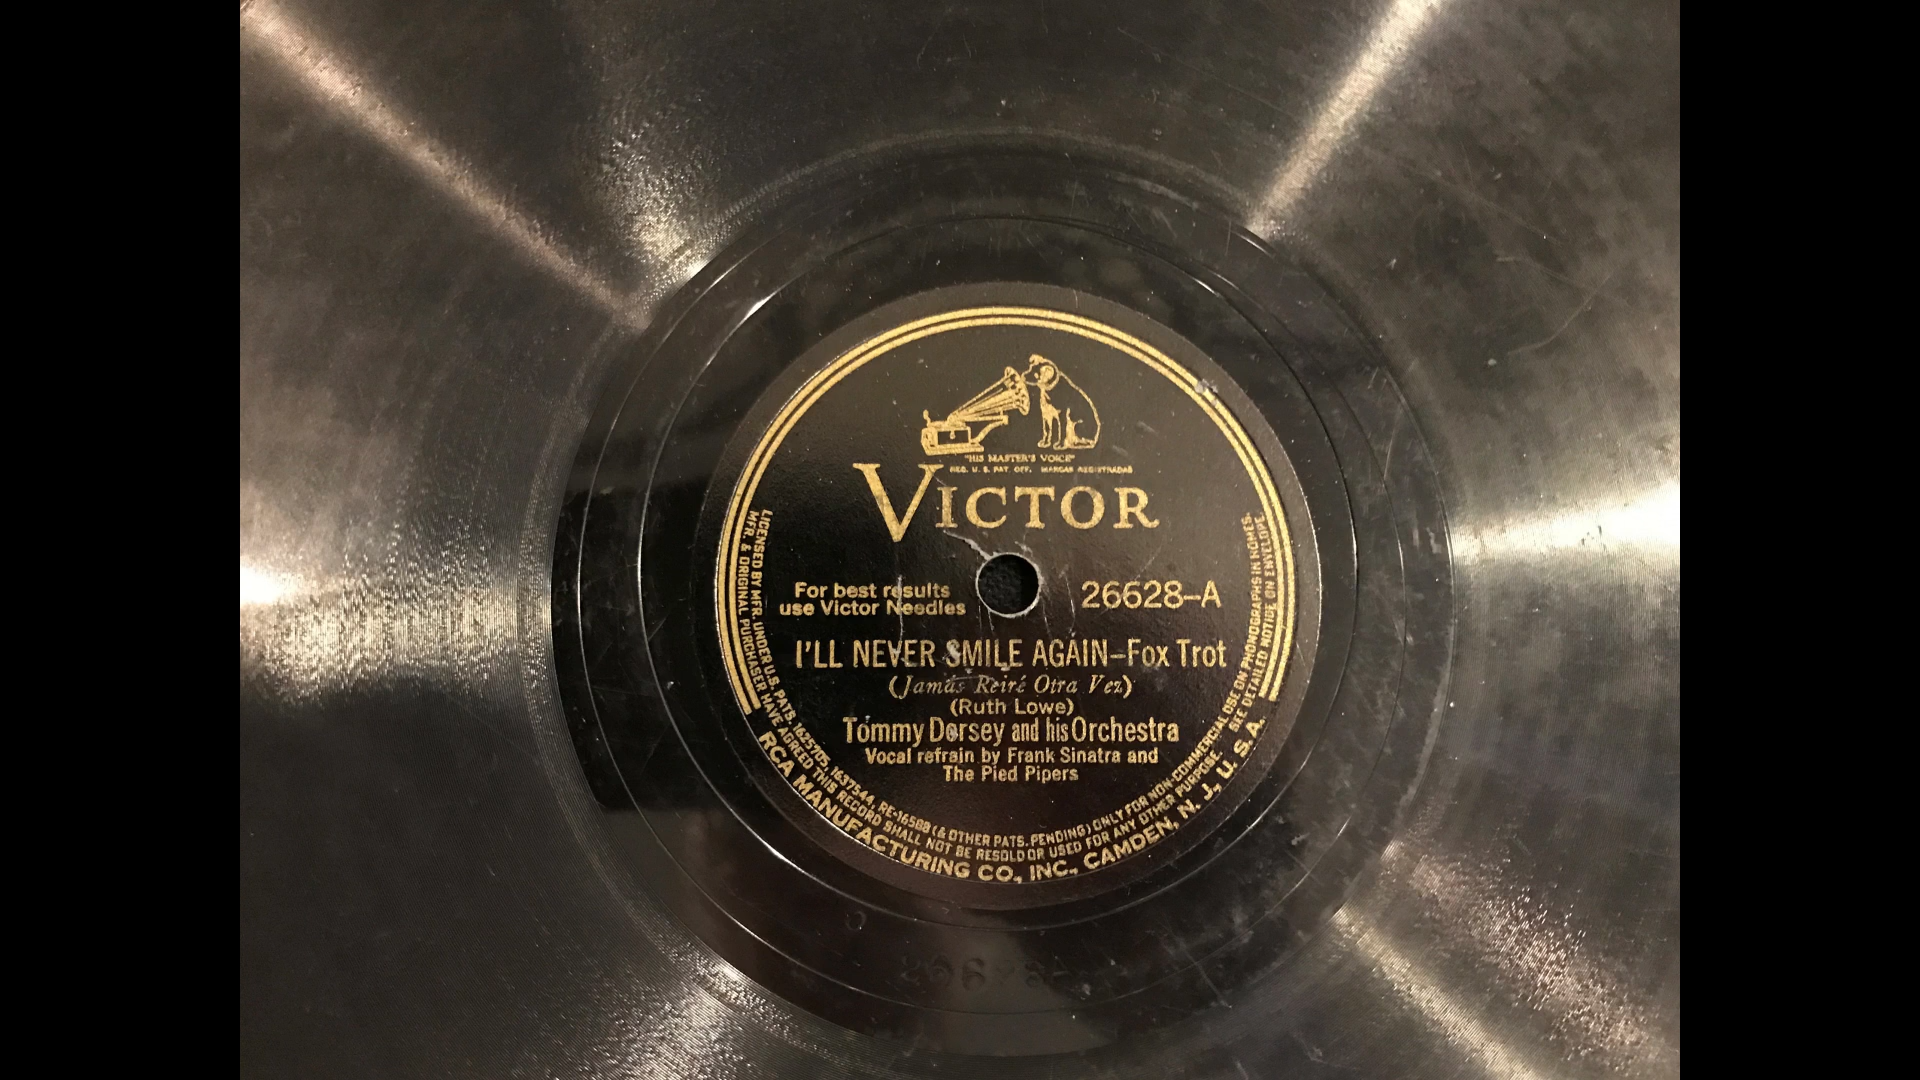 "HIS MASTER'S VOICE"
REG. U. S. PAT. OFF. MARCAS REGISTRADAS
VICTOR
For best results
use Victor Needles
26628–A
I'LL NEVER SMILE AGAIN–Fox Trot
(Jamás Reiré Otra Vez)
(Ruth Lowe)
Tommy Dorsey and his Orchestra
Vocal refrain by Frank Sinatra and
The Pied Pipers
LICENSED BY MFR. UNDER U.S. PATS. 1625705, 1637544, RE-16588 (& OTHER PATS. PENDING) ONLY FOR NON-COMMERCIAL USE ON PHONOGRAPHS IN HOMES.
MFR. & ORIGINAL PURCHASER HAVE AGREED THIS RECORD SHALL NOT BE RESOLD OR USED FOR ANY OTHER PURPOSE. SEE DETAILED NOTICE ON ENVELOPE
RCA MANUFACTURING CO., INC., CAMDEN, N. J., U. S. A.